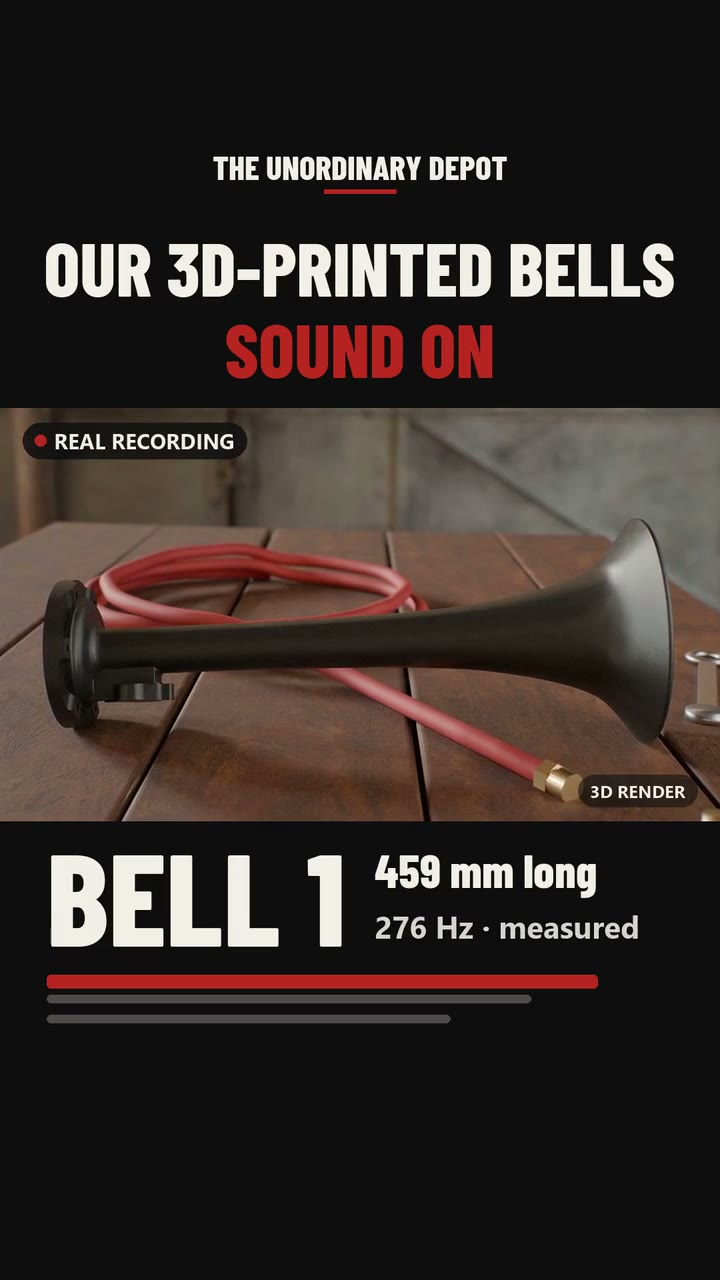 THE UNORDINARY DEPOT
OUR 3D-PRINTED BELLS
SOUND ON
REAL RECORDING
3D RENDER
BELL 1
459 mm long
276 Hz · measured